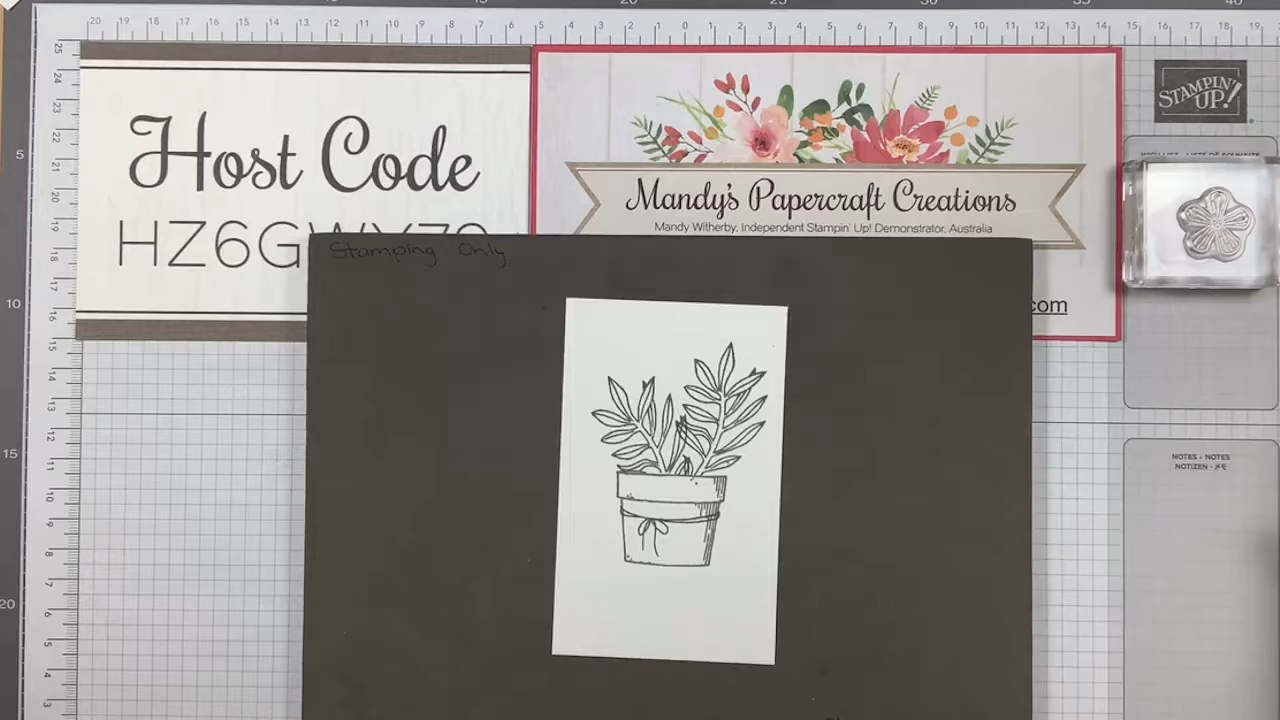 Host Code
Mandy's Papercraft Creations
Mandy Witherby, Independent Stampin' Up! Demonstrator, Australia
com
STAMPIN' UP!
Stamping Only
NOTES • NOTES
NOTIZEN •